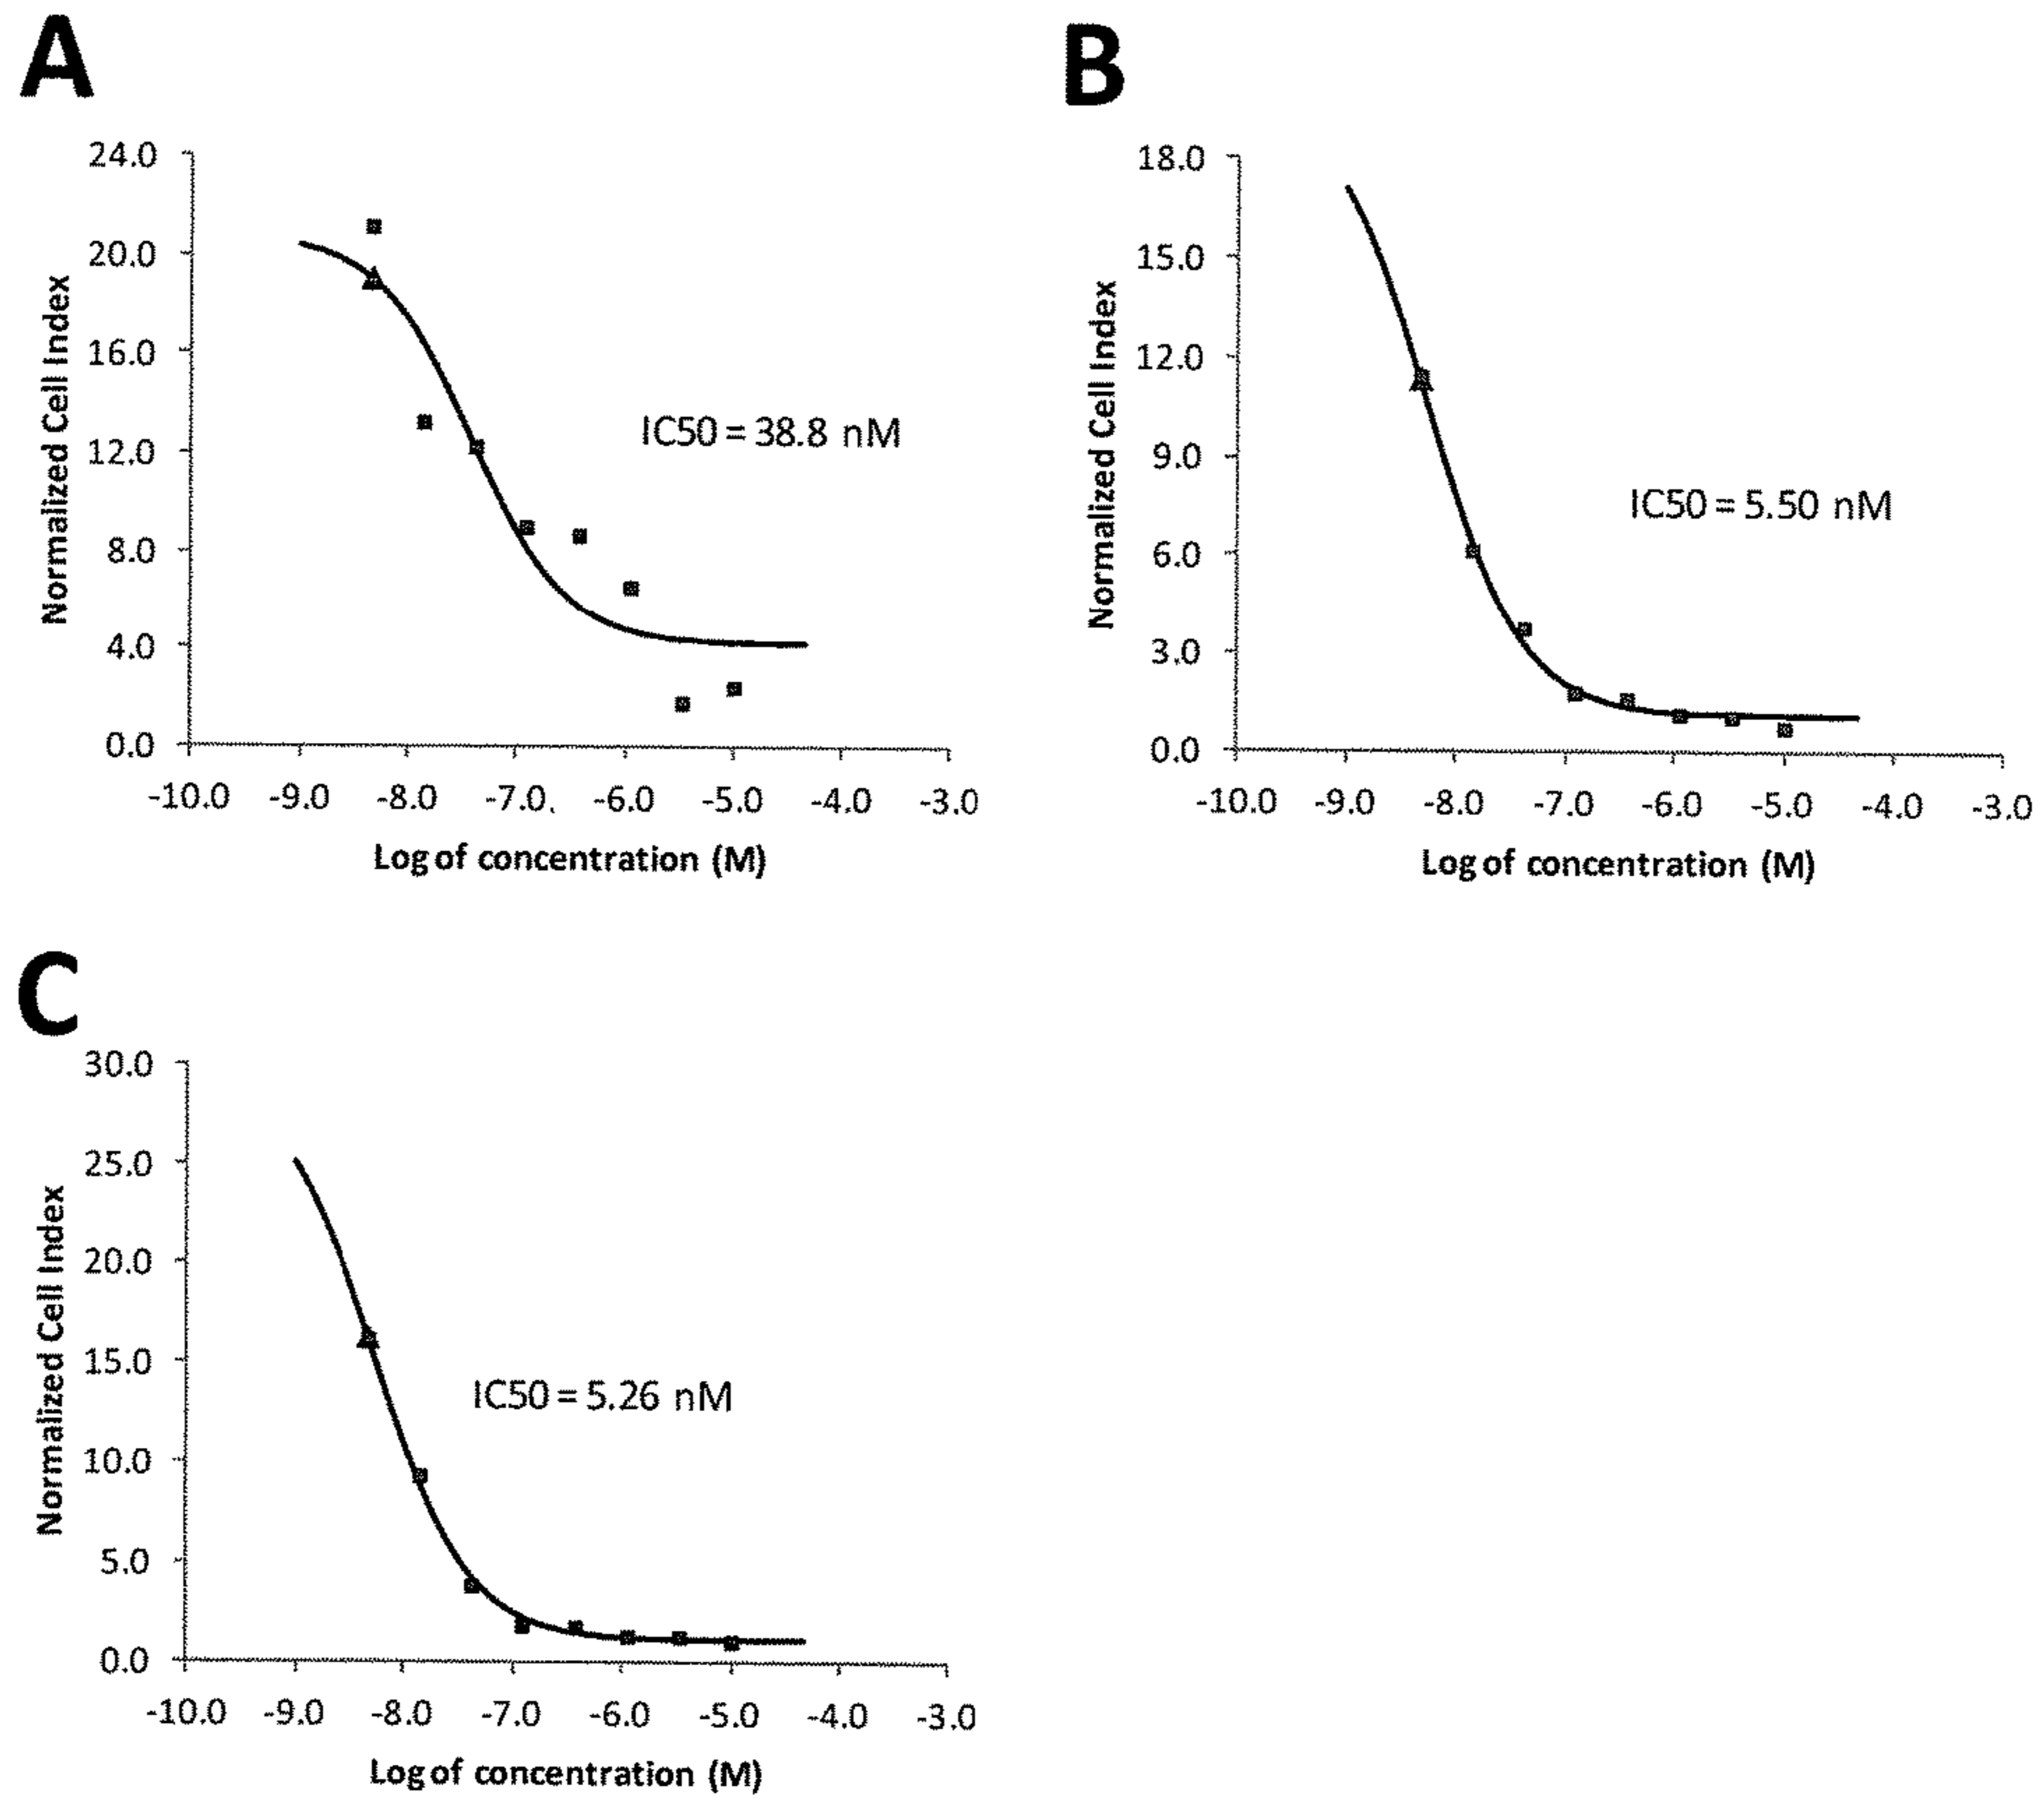 A
24.0
20.0
16.0
12.0
8.0
4.0
0.0
Normalized Cell Index
IC50 = 38.8 nM
-10.0 -9.0 -8.0 -7.0 -6.0 -5.0 -4.0 -3.0
Log of concentration (M)
B
18.0
15.0
12.0
9.0
6.0
3.0
0.0
Normalized Cell Index
IC50 = 5.50 nM
-10.0 -9.0 -8.0 -7.0 -6.0 -5.0 -4.0 -3.0
Log of concentration (M)
C
30.0
25.0
20.0
15.0
10.0
5.0
0.0
Normalized Cell Index
IC50 = 5.26 nM
-10.0 -9.0 -8.0 -7.0 -6.0 -5.0 -4.0 -3.0
Log of concentration (M)